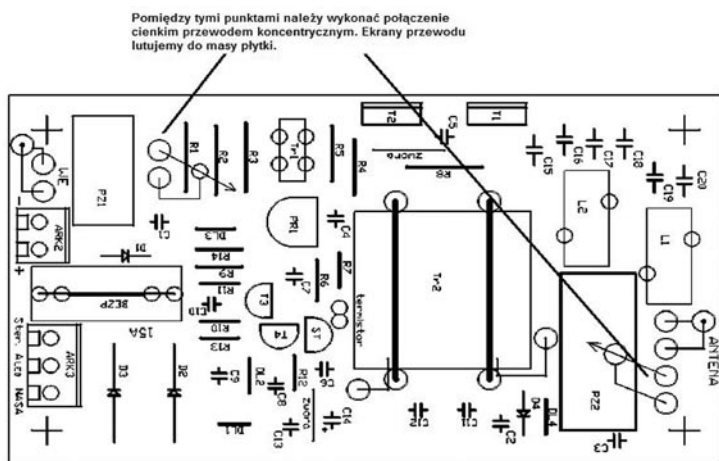 Pomiędzy tymi punktami należy wykonać połączenie
cienkim przewodem koncentrycznym. Ekrany przewodu
lutujemy do masy płytki.
T2
T1
C5
zwora
R8
C15
C16
C17
C18
C19
C20
WE
PZ1
R1
R2
R3
Tr1
R5
R4
L2
L1
-
ARK2
+
C1
D1
DL3
R14
R9
R11
PR1
C4
C7
R6
R7
Tr2
BEZP
15A
C10
R10
R13
T3
T4
ST
termistor
ANTENA
Ster. ALC0 MASA
ARK3
D3
D2
C9
DL2
C8
R12
C6
zwora
C14
C13
DL1
C12
C11
C2
D4
DL4
PZ2
C3